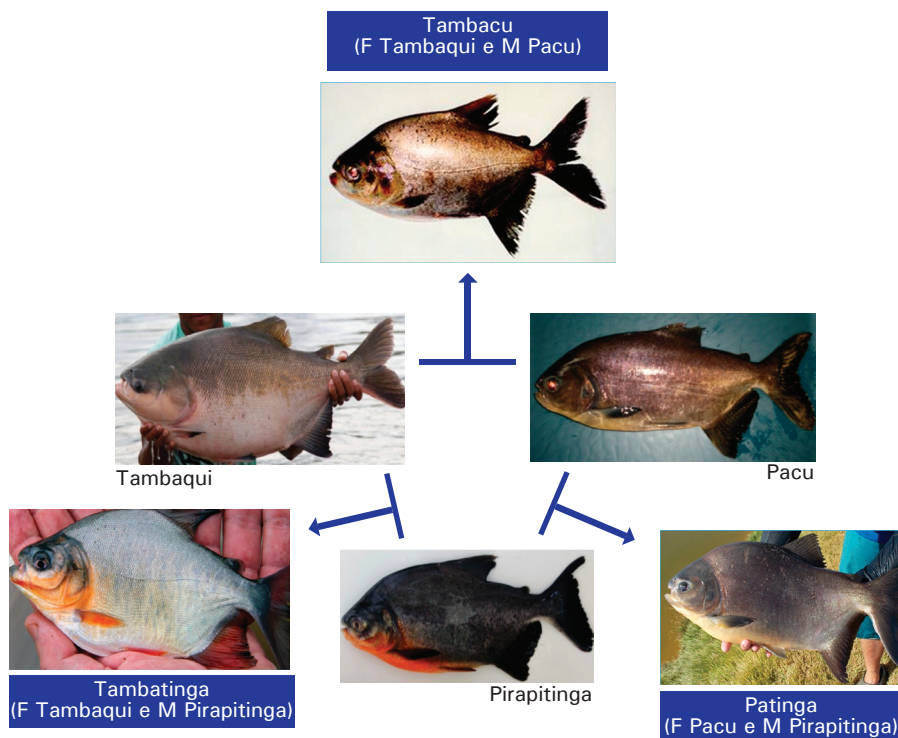 Tambacu
(F Tambaqui e M Pacu)
Tambaqui
Pacu
Tambatinga
(F Tambaqui e M Pirapitinga)
Pirapitinga
Patinga
(F Pacu e M Pirapitinga)